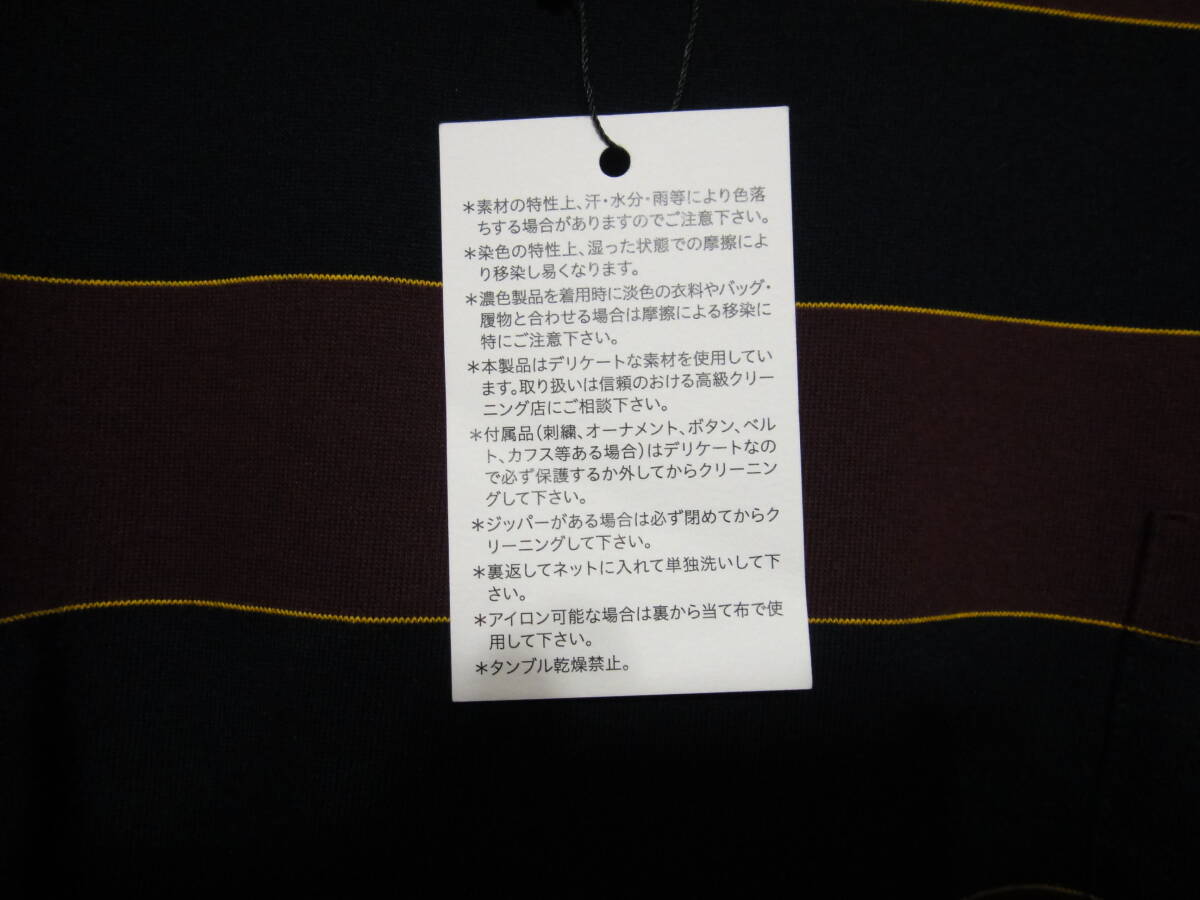 ＊素材の特性上、汗・水分・雨等により色落
ちする場合がありますのでご注意下さい。
＊染色の特性上、湿った状態での摩擦によ
り移染し易くなります。
＊濃色製品を着用時に淡色の衣料やバッグ・
履物と合わせる場合は摩擦による移染に
特にご注意下さい。
＊本製品はデリケートな素材を使用してい
ます。取り扱いは信頼のおける高級クリー
ニング店にご相談下さい。
＊付属品（刺繍、オーナメント、ボタン、ベル
ト、カフス等ある場合）はデリケートなの
で必ず保護するか外してからクリーニン
グして下さい。
＊ジッパーがある場合は必ず閉めてからク
リーニングして下さい。
＊裏返してネットに入れて単独洗いして下
さい。
＊アイロン可能な場合は裏から当て布で使
用して下さい。
＊タンブル乾燥禁止。